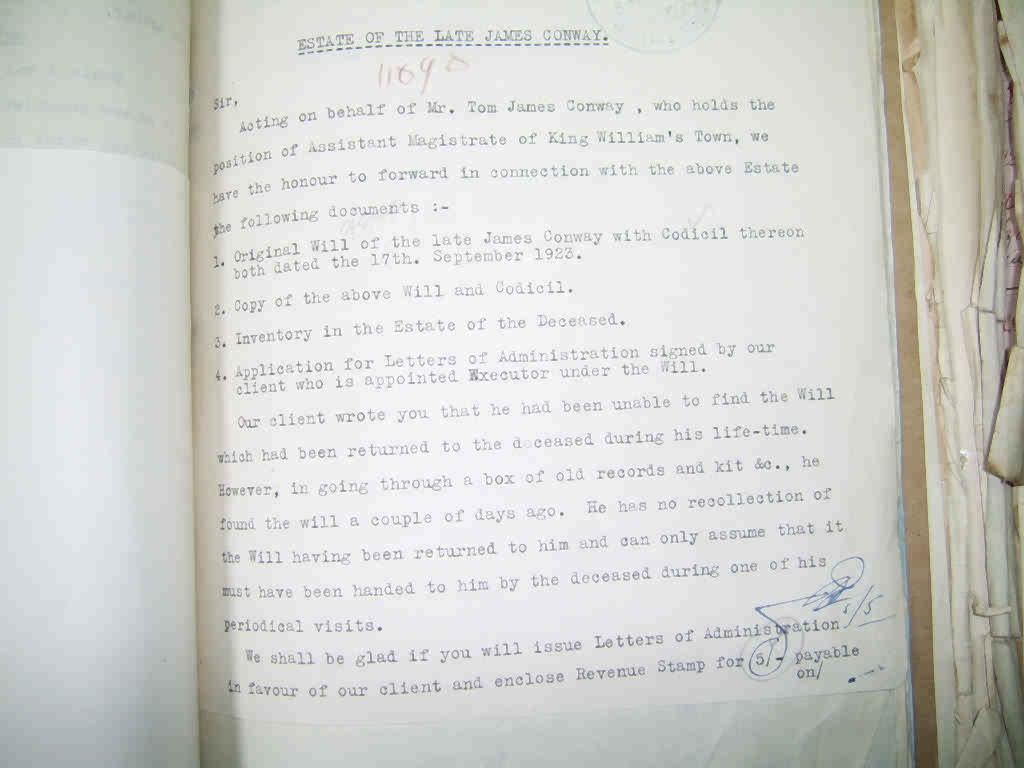 ESTATE OF THE LATE JAMES CONWAY.
Sir,
Acting on behalf of Mr. Tom James Conway , who holds the
position of Assistant Magistrate of King William's Town, we
have the honour to forward in connection with the above Estate
the following documents :-
1. Original Will of the late James Conway with Codicil thereon
both dated the 17th. September 1923.
2. Copy of the above Will and Codicil.
3. Inventory in the Estate of the Deceased.
4. Application for Letters of Administration signed by our
client who is appointed Executor under the Will.
Our client wrote you that he had been unable to find the Will
which had been returned to the deceased during his life-time.
However, in going through a box of old records and kit &c., he
found the will a couple of days ago. He has no recollection of
the Will having been returned to him and can only assume that it
must have been handed to him by the deceased during one of his
periodical visits.
5/5
We shall be glad if you will issue Letters of Administration
in favour of our client and enclose Revenue Stamp for 5/- payable
on/